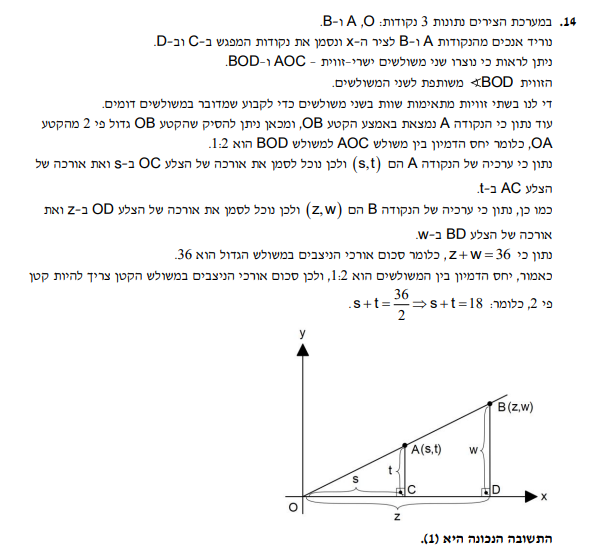 14. במערכת הצירים נתונות 3 נקודות: O, A ו-B.
נוריד אנכים מהנקודות A ו-B לציר ה-x ונסמן את נקודות המפגש ב-C וב-D.
ניתן לראות כי נוצרו שני משולשים ישרי-זווית - AOC ו-BOD.
הזווית BOD∢ משותפת לשני המשולשים.
די לנו בשתי זוויות מתאימות שוות בשני משולשים כדי לקבוע שמדובר במשולשים דומים.
עוד נתון כי הנקודה A נמצאת באמצע הקטע OB, ומכאן ניתן להסיק שהקטע OB גדול פי 2 מהקטע
OA, כלומר יחס הדמיון בין משולש AOC למשולש BOD הוא 1:2.
נתון כי ערכיה של הנקודה A הם (s,t) ולכן נוכל לסמן את אורכה של הצלע OC ב-s ואת אורכה של
הצלע AC ב-t.
כמו כן, נתון כי ערכיה של הנקודה B הם (z,w) ולכן נוכל לסמן את אורכה של הצלע OD ב-z ואת
אורכה של הצלע BD ב-w.
נתון כי z+w=36, כלומר סכום אורכי הניצבים במשולש הגדול הוא 36.
כאמור, יחס הדמיון בין המשולשים הוא 1:2, ולכן סכום אורכי הניצבים במשולש הקטן צריך להיות קטן
פי 2, כלומר: s+t=36/2 ⇒ s+t=18.
y
B(z,w)
A(s,t)
w
t
s
C
D
x
O
z
התשובה הנכונה היא (1).